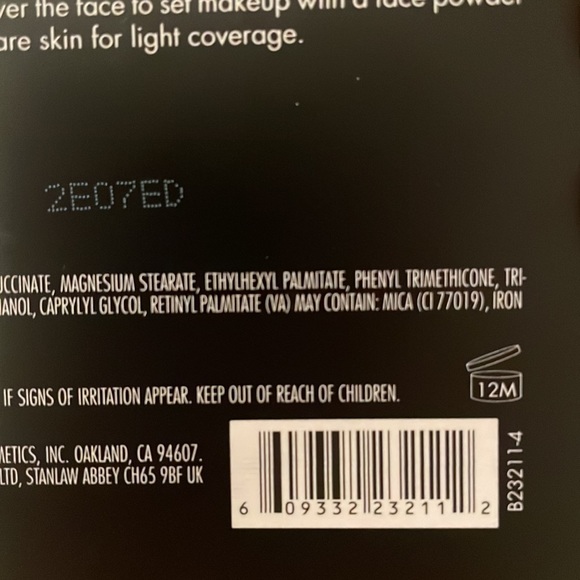 ver the face to set makeup with a face powder
are skin for light coverage.
2E07ED
UCCINATE, MAGNESIUM STEARATE, ETHYLHEXYL PALMITATE, PHENYL TRIMETHICONE, TRI-
ANOL, CAPRYLYL GLYCOL, RETINYL PALMITATE (VA) MAY CONTAIN: MICA (CI 77019), IRON
IF SIGNS OF IRRITATION APPEAR. KEEP OUT OF REACH OF CHILDREN.
12M
METICS, INC. OAKLAND, CA 94607.
LTD, STANLAW ABBEY CH65 9BF UK
6 09332 23211 2
B23211-4